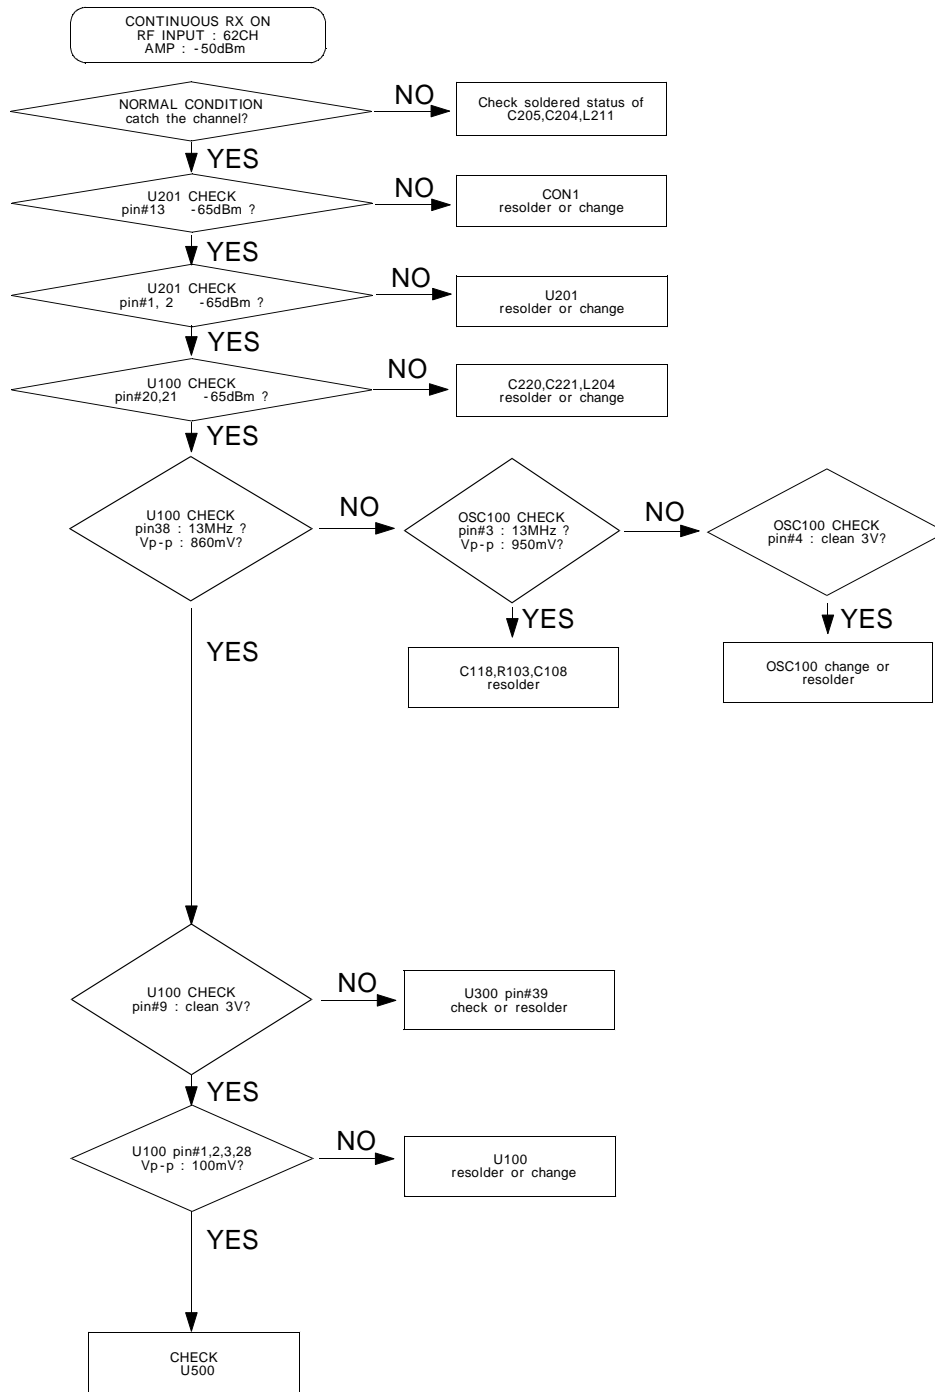 CONTINUOUS RX ON
RF INPUT : 62CH
AMP : -50dBm
NORMAL CONDITION
catch the channel?
NO
Check soldered status of
C205,C204,L211
YES
U201 CHECK
pin#13 -65dBm ?
NO
CON1
resolder or change
YES
U201 CHECK
pin#1, 2 -65dBm ?
NO
U201
resolder or change
YES
U100 CHECK
pin#20,21 -65dBm ?
NO
C220,C221,L204
resolder or change
YES
U100 CHECK
pin38 : 13MHz ?
Vp-p : 860mV?
NO
OSC100 CHECK
pin#3 : 13MHz ?
Vp-p : 950mV?
NO
OSC100 CHECK
pin#4 : clean 3V?
YES
YES
YES
C118,R103,C108
resolder
OSC100 change or
resolder
U100 CHECK
pin#9 : clean 3V?
NO
U300 pin#39
check or resolder
YES
U100 pin#1,2,3,28
Vp-p : 100mV?
NO
U100
resolder or change
YES
CHECK
U500